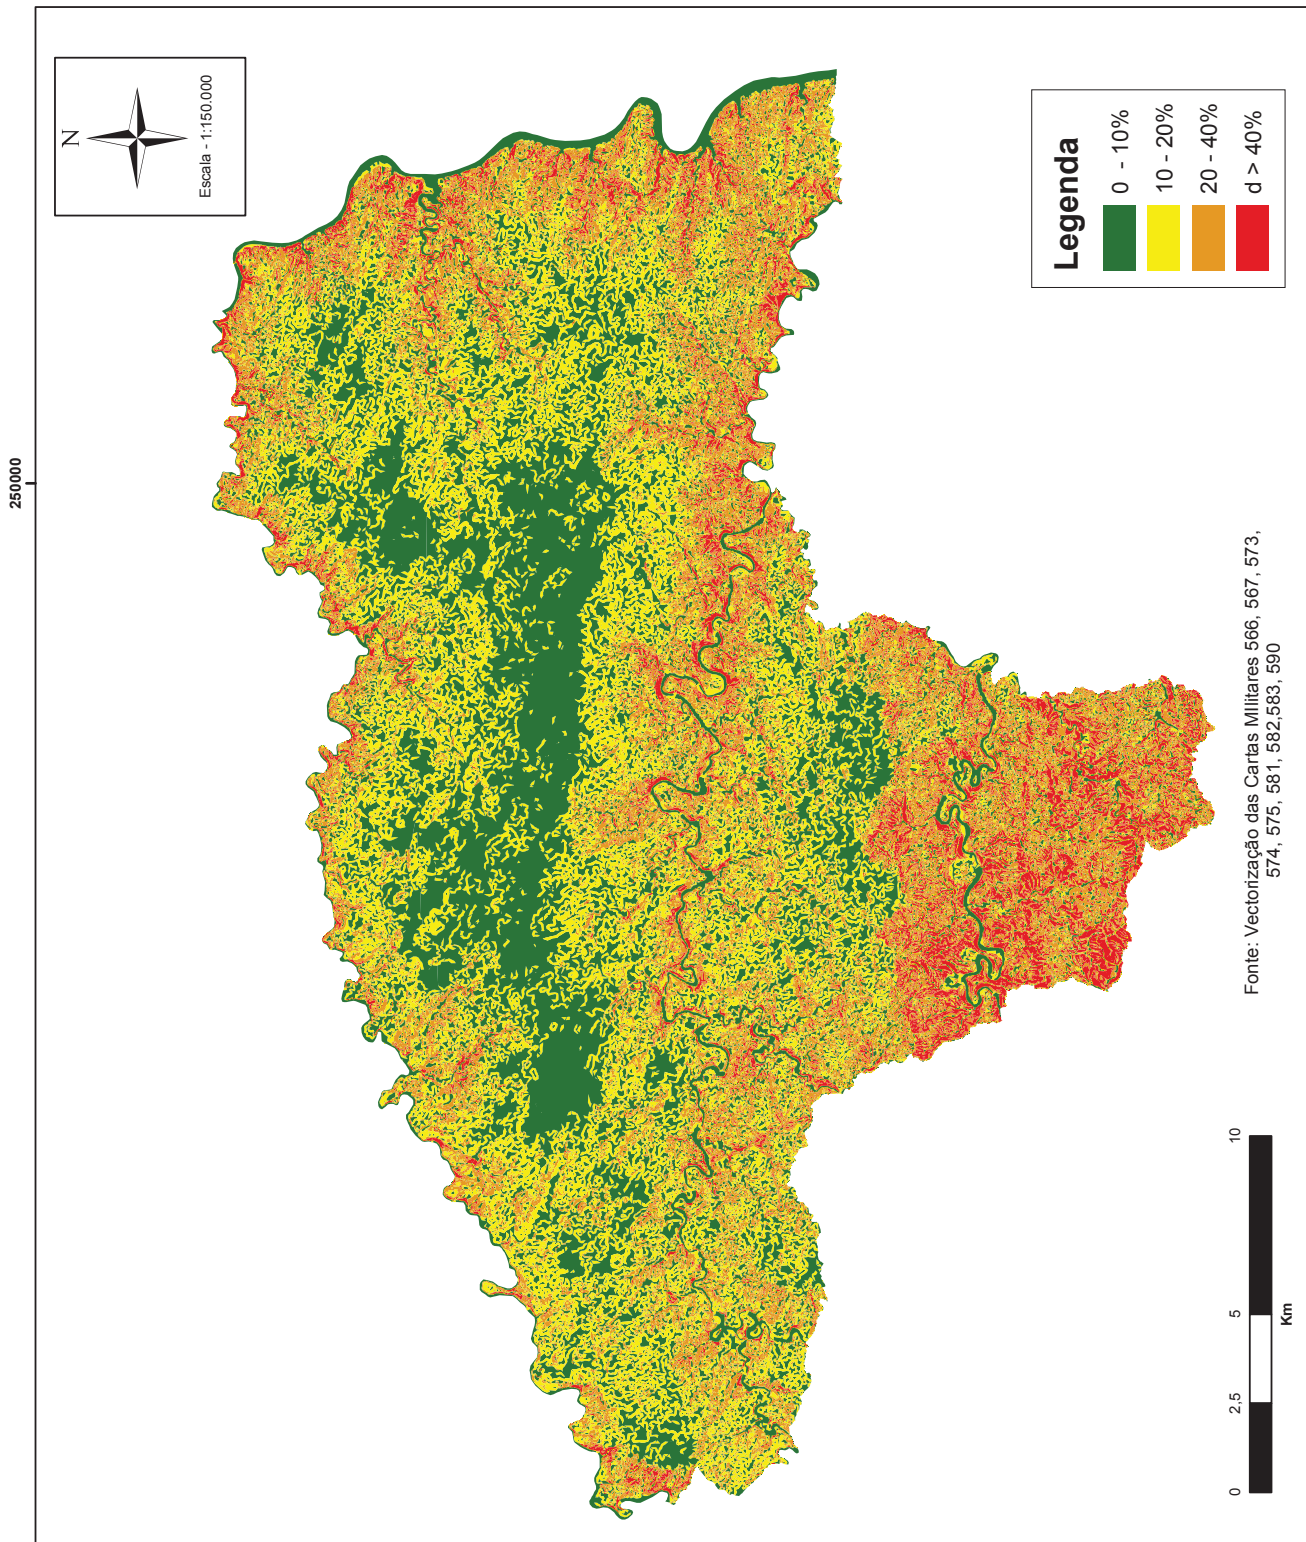 250000
N
Escala - 1:150.000
Legenda
0 - 10%
10 - 20%
20 - 40%
d > 40%
Fonte: Vectorização das Cartas MIlitares 566, 567, 573,
574, 575, 581, 582,583, 590
0 2,5 5 10
Km